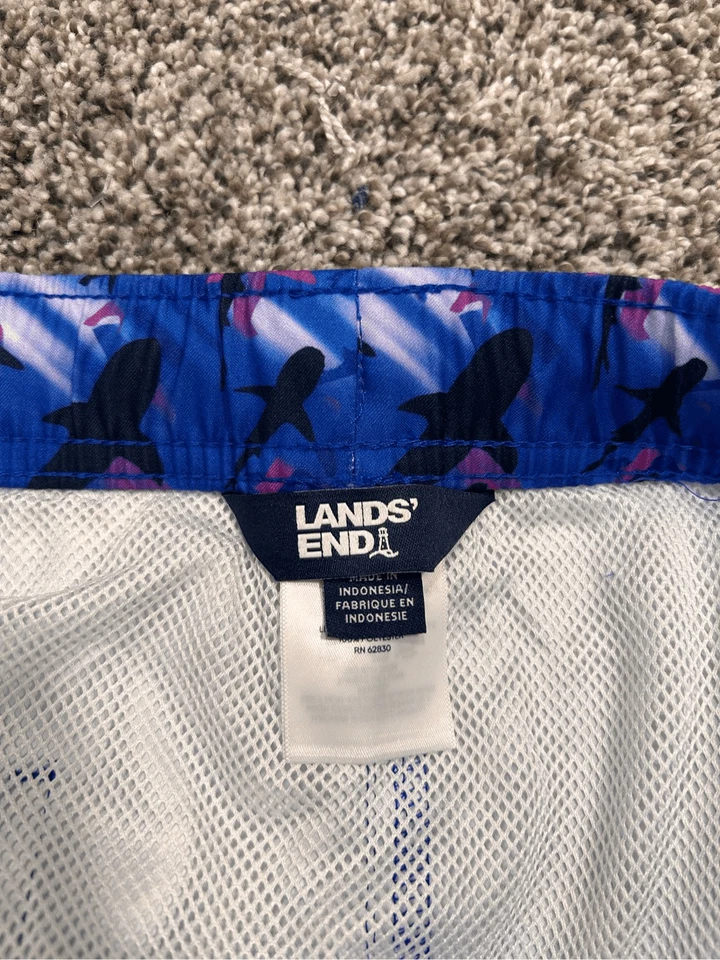 LANDS'
END
MADE IN
INDONESIA/
FABRIQUE EN
INDONESIE
100% POLYESTER
RN 62830